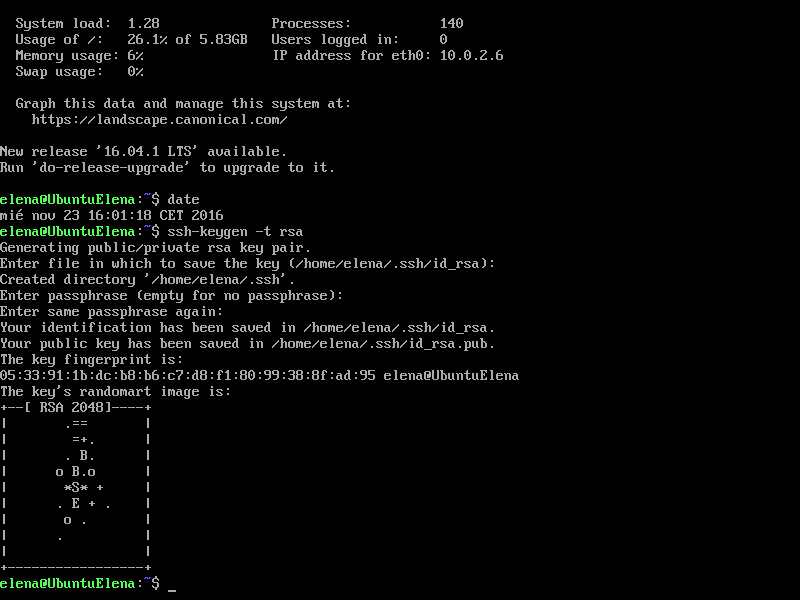 System load:  1.28              Processes:           140
  Usage of /:   26.1% of 5.83GB   Users logged in:     0
  Memory usage: 6%                IP address for eth0: 10.0.2.6
  Swap usage:   0%

  Graph this data and manage this system at:
    https://landscape.canonical.com/

New release '16.04.1 LTS' available.
Run 'do-release-upgrade' to upgrade to it.

elena@UbuntuElena:~$ date
mié nov 23 16:01:18 CET 2016
elena@UbuntuElena:~$ ssh-keygen -t rsa
Generating public/private rsa key pair.
Enter file in which to save the key (/home/elena/.ssh/id_rsa):
Created directory '/home/elena/.ssh'.
Enter passphrase (empty for no passphrase):
Enter same passphrase again:
Your identification has been saved in /home/elena/.ssh/id_rsa.
Your public key has been saved in /home/elena/.ssh/id_rsa.pub.
The key fingerprint is:
05:33:91:1b:dc:b8:b6:c7:d8:f1:80:99:38:8f:ad:95 elena@UbuntuElena
The key's randomart image is:
+--[ RSA 2048]----+
|       .==       |
|        =+.      |
|       . B.      |
|      o B.o      |
|       *S* +     |
|      . E + .    |
|       o .       |
|      .          |
|                 |
+-----------------+
elena@UbuntuElena:~$ _